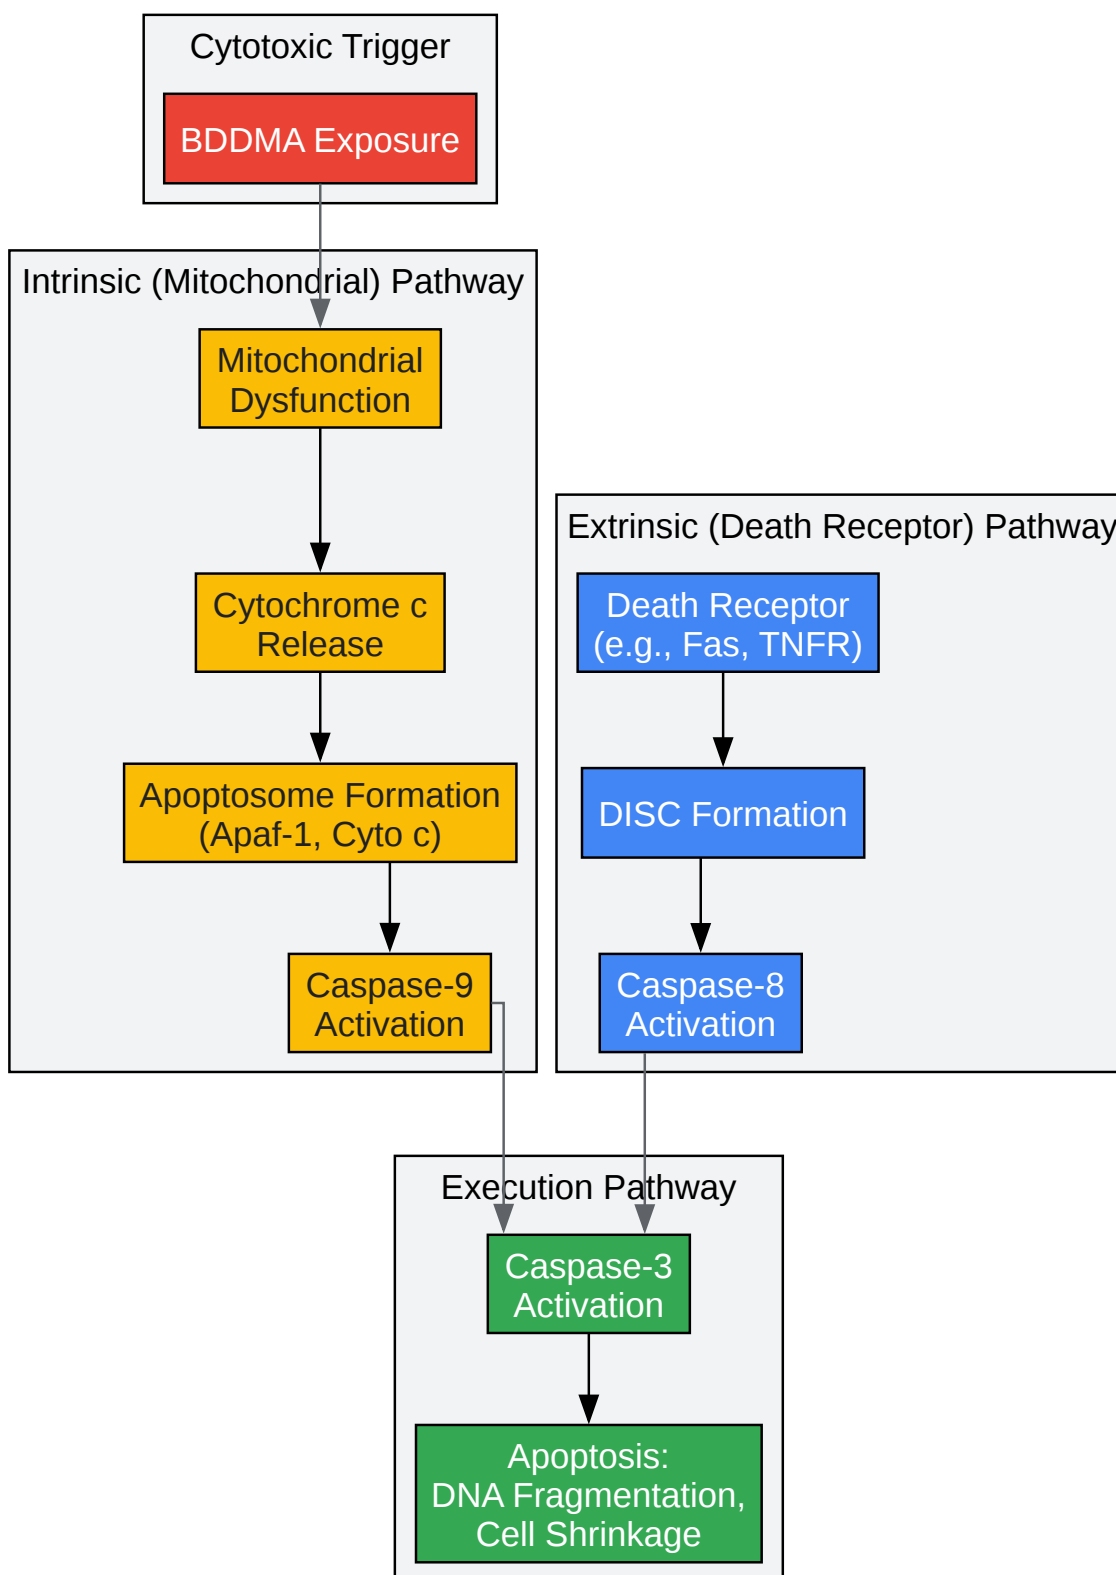 Cytotoxic Trigger
BDDMA Exposure
Intrinsic (Mitochondrial) Pathway
Mitochondrial
Dysfunction
Cytochrome c
Release
Apoptosome Formation
(Apaf-1, Cyto c)
Caspase-9
Activation
Extrinsic (Death Receptor) Pathway
Death Receptor
(e.g., Fas, TNFR)
DISC Formation
Caspase-8
Activation
Execution Pathway
Caspase-3
Activation
Apoptosis:
DNA Fragmentation,
Cell Shrinkage